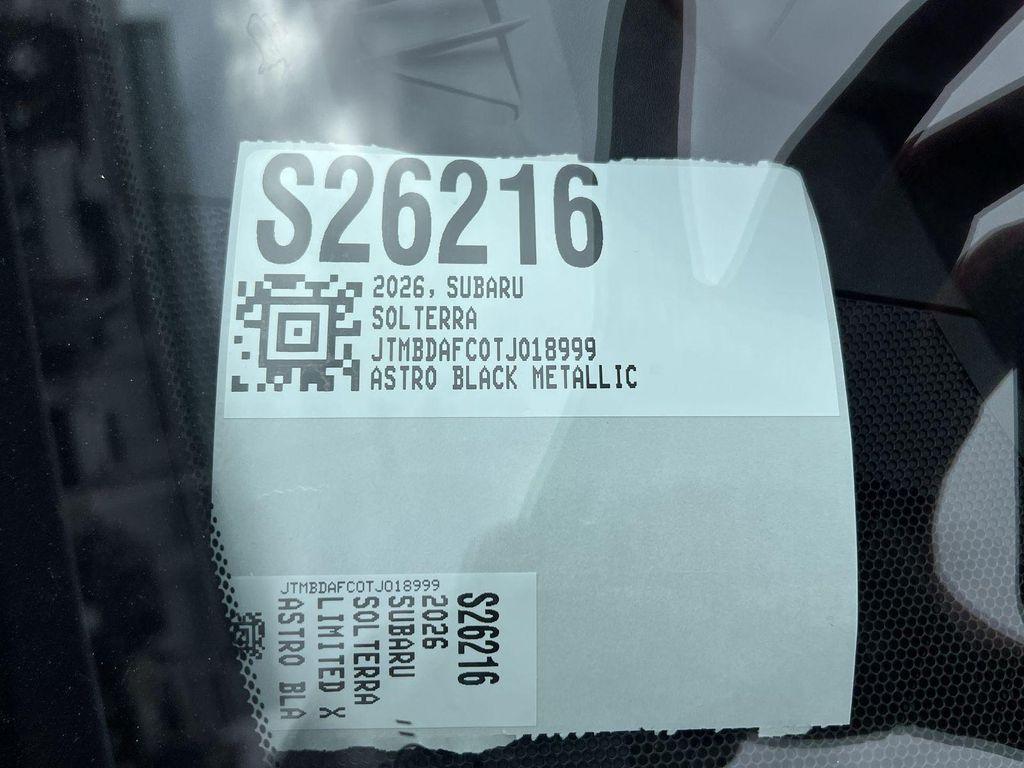 S26216
2026, SUBARU
SOLTERRA
JTMBDAFC0TJ018999
ASTRO BLACK METALLIC
JTMBDAFC0TJ018999
S26216
2026
SUBARU
SOLTERRA
LIMITED X
ASTRO BLA